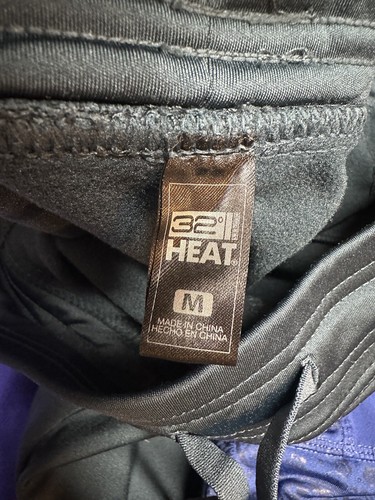 32°
HEAT
M
MADE IN CHINA
HECHO EN CHINA